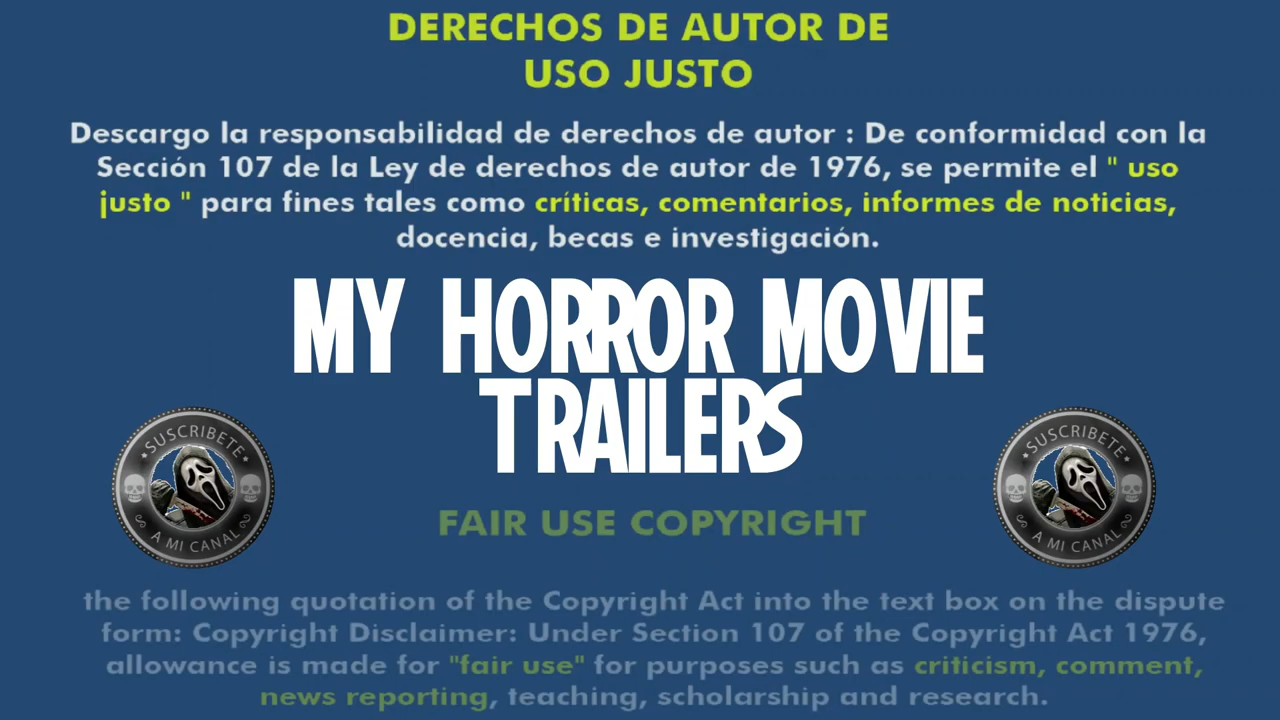 DERECHOS DE AUTOR DE
USO JUSTO
Descargo la responsabilidad de derechos de autor : De conformidad con la
Sección 107 de la Ley de derechos de autor de 1976, se permite el " uso
justo " para fines tales como críticas, comentarios, informes de noticias,
docencia, becas e investigación.
MY HORROR MOVIE
TRAILERS
SUSCRIBETE
A MI CANAL
SUSCRIBETE
A MI CANAL
FAIR USE COPYRIGHT
the following quotation of the Copyright Act into the text box on the dispute
form: Copyright Disclaimer: Under Section 107 of the Copyright Act 1976,
allowance is made for "fair use" for purposes such as criticism, comment,
news reporting, teaching, scholarship and research.